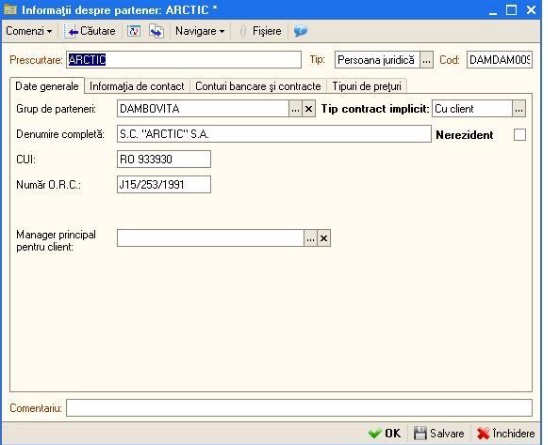 Informaţii despre partener: ARCTIC *
Comenzi Căutare Navigare Fişiere
Prescurtare: ARCTIC Tip: Persoana juridică ... Cod: DAMDAM005
Date generale Informaţia de contact Conturi bancare şi contracte Tipuri de preţuri
Grup de parteneri: DAMBOVITA ... x Tip contract implicit: Cu client ...
Denumire completă: S.C. "ARCTIC" S.A. Nerezident
CUI: RO 933930
Număr O.R.C.: J15/253/1991
Manager principal
pentru client: ... x
Comentariu:
OK Salvare Închidere